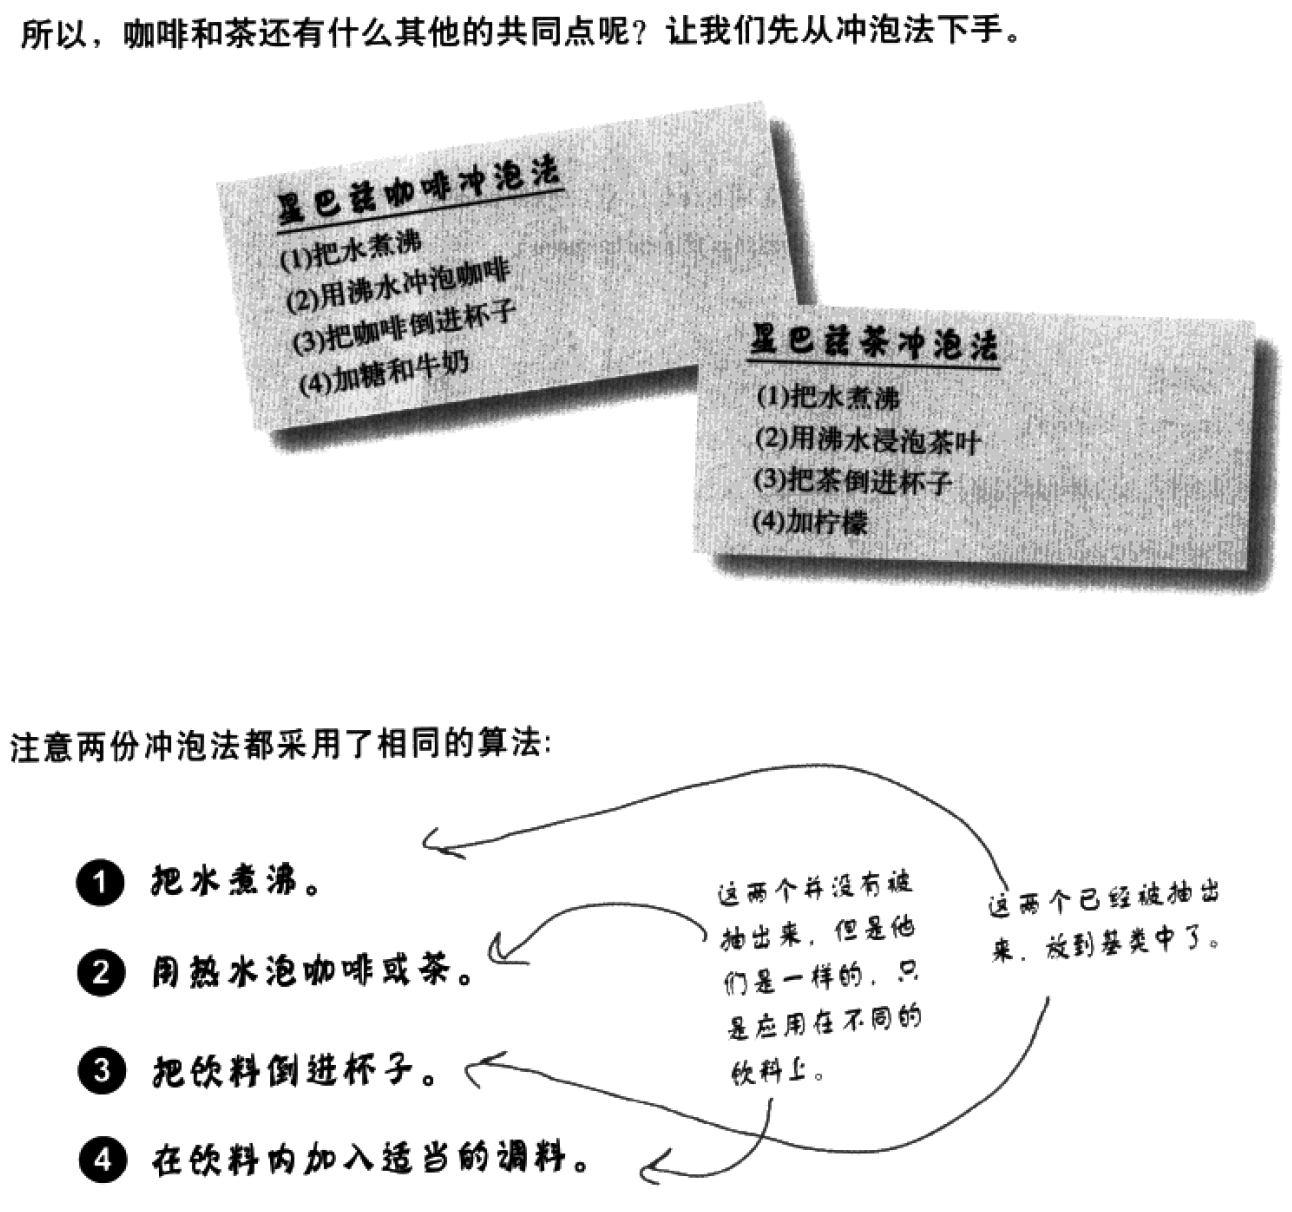 所以，咖啡和茶还有什么其他的共同点呢？让我们先从冲泡法下手。
星巴兹咖啡冲泡法
(1)把水煮沸
(2)用沸水冲泡咖啡
(3)把咖啡倒进杯子
(4)加糖和牛奶
星巴兹茶冲泡法
(1)把水煮沸
(2)用沸水浸泡茶叶
(3)把茶倒进杯子
(4)加柠檬
注意两份冲泡法都采用了相同的算法:
1 把水煮沸。
2 用热水泡咖啡或茶。
3 把饮料倒进杯子。
4 在饮料内加入适当的调料。
这两个并没有被
抽出来，但是他
们是一样的，只
是应用在不同的
饮料上。
这两个已经被抽出
来，放到基类中了。